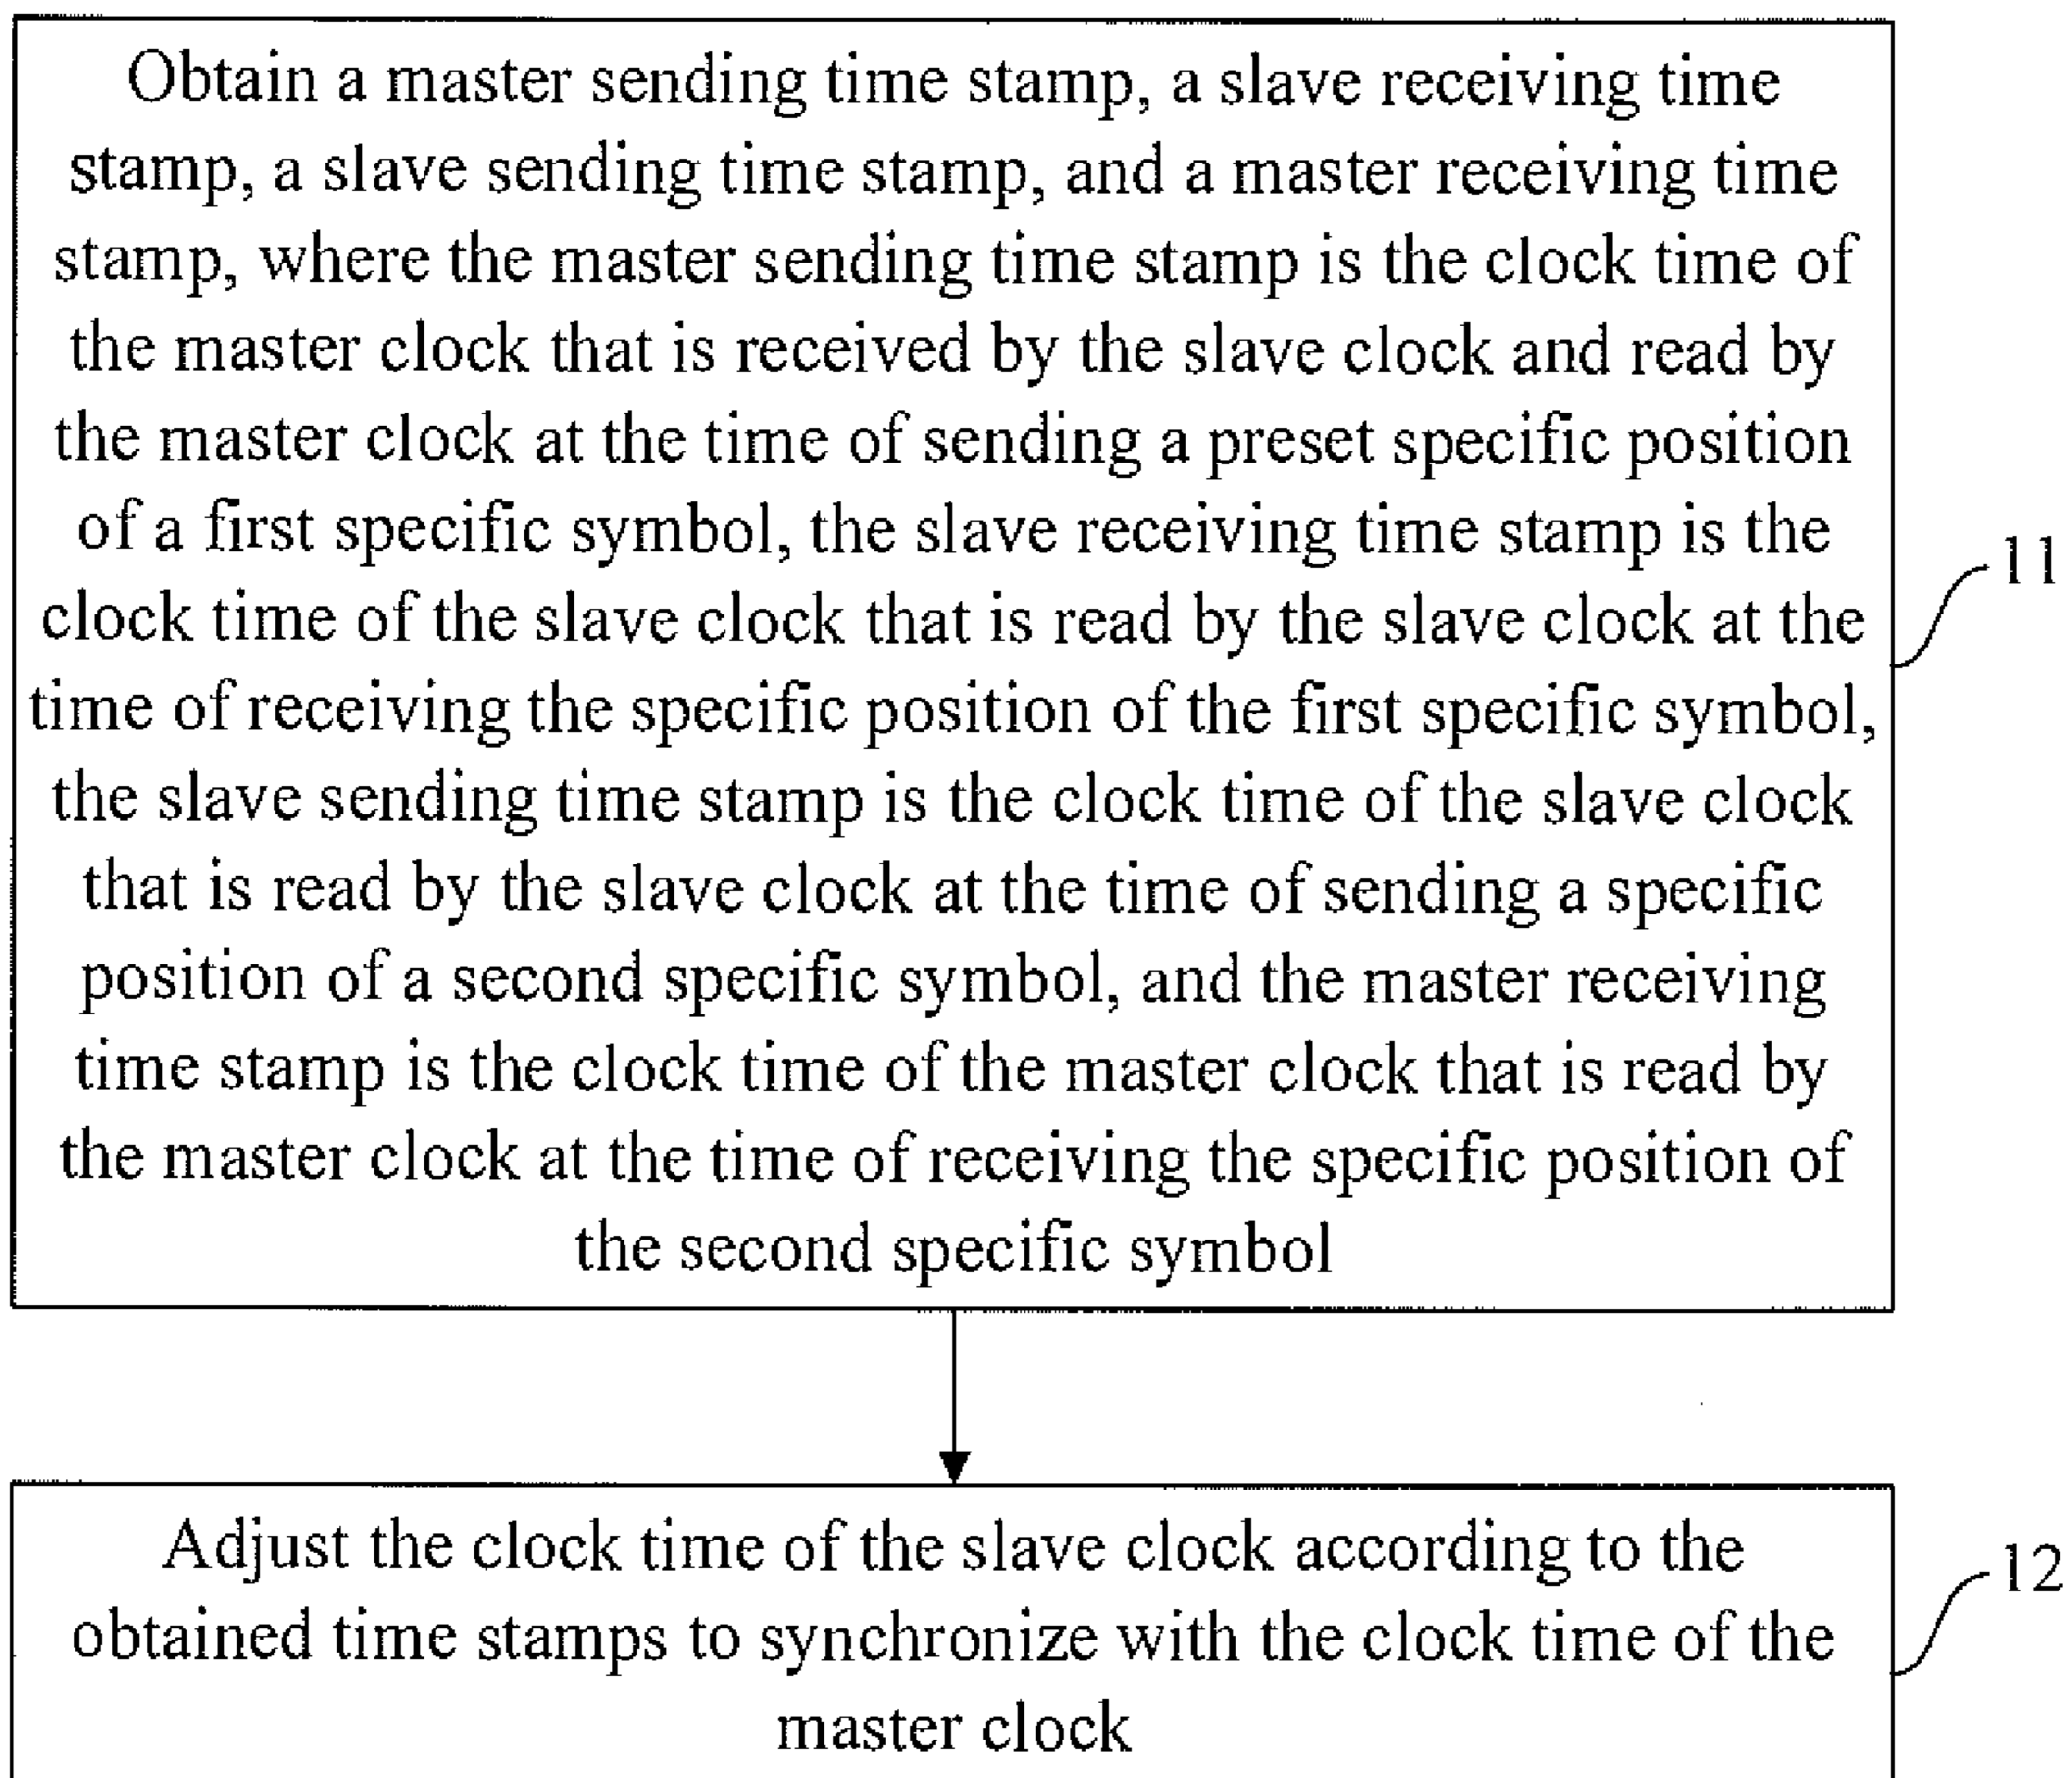 Obtain a master sending time stamp, a slave receiving time
stamp, a slave sending time stamp, and a master receiving time
stamp, where the master sending time stamp is the clock time of
the master clock that is received by the slave clock and read by
the master clock at the time of sending a preset specific position
of a first specific symbol, the slave receiving time stamp is the
clock time of the slave clock that is read by the slave clock at the
time of receiving the specific position of the first specific symbol,
the slave sending time stamp is the clock time of the slave clock
that is read by the slave clock at the time of sending a specific
position of a second specific symbol, and the master receiving
time stamp is the clock time of the master clock that is read by
the master clock at the time of receiving the specific position of
the second specific symbol
11
Adjust the clock time of the slave clock according to the
obtained time stamps to synchronize with the clock time of the
master clock
12